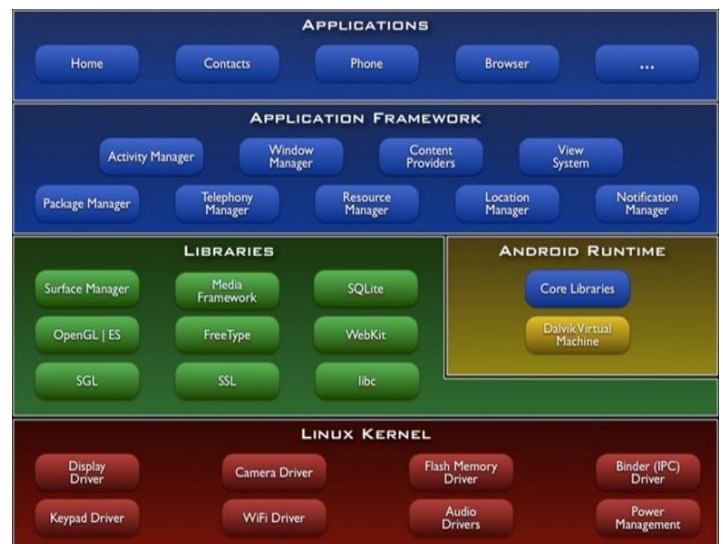 APPLICATIONS
Home
Contacts
Phone
Browser
...
APPLICATION FRAMEWORK
Activity Manager
Window
Manager
Content
Providers
View
System
Package Manager
Telephony
Manager
Resource
Manager
Location
Manager
Notification
Manager
LIBRARIES
Surface Manager
Media
Framework
SQLite
OpenGL | ES
FreeType
WebKit
SGL
SSL
libc
ANDROID RUNTIME
Core Libraries
Dalvik Virtual
Machine
LINUX KERNEL
Display
Driver
Camera Driver
Flash Memory
Driver
Binder (IPC)
Driver
Keypad Driver
WiFi Driver
Audio
Drivers
Power
Management